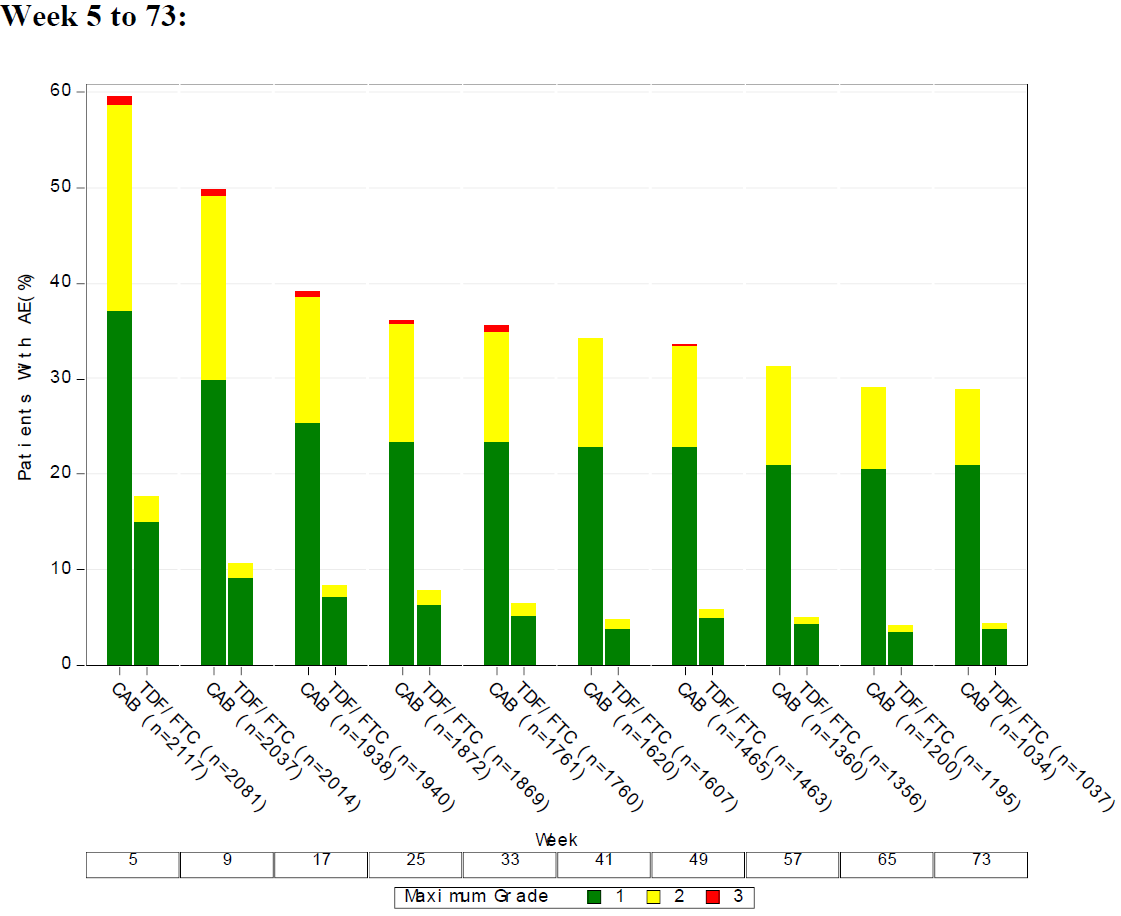 Week 5 to 73:
60
50
40
30
20
10
0
Patients With AE(%)
CAB (n=2117)
TDF/FTC (n=2081)
CAB (n=2037)
TDF/FTC (n=2014)
CAB (n=1938)
TDF/FTC (n=1940)
CAB (n=1872)
TDF/FTC (n=1869)
CAB (n=1761)
TDF/FTC (n=1760)
CAB (n=1620)
TDF/FTC (n=1607)
CAB (n=1465)
TDF/FTC (n=1463)
CAB (n=1360)
TDF/FTC (n=1356)
CAB (n=1200)
TDF/FTC (n=1195)
CAB (n=1034)
TDF/FTC (n=1037)
Week
5 9 17 25 33 41 49 57 65 73
Maximum Grade 1 2 3